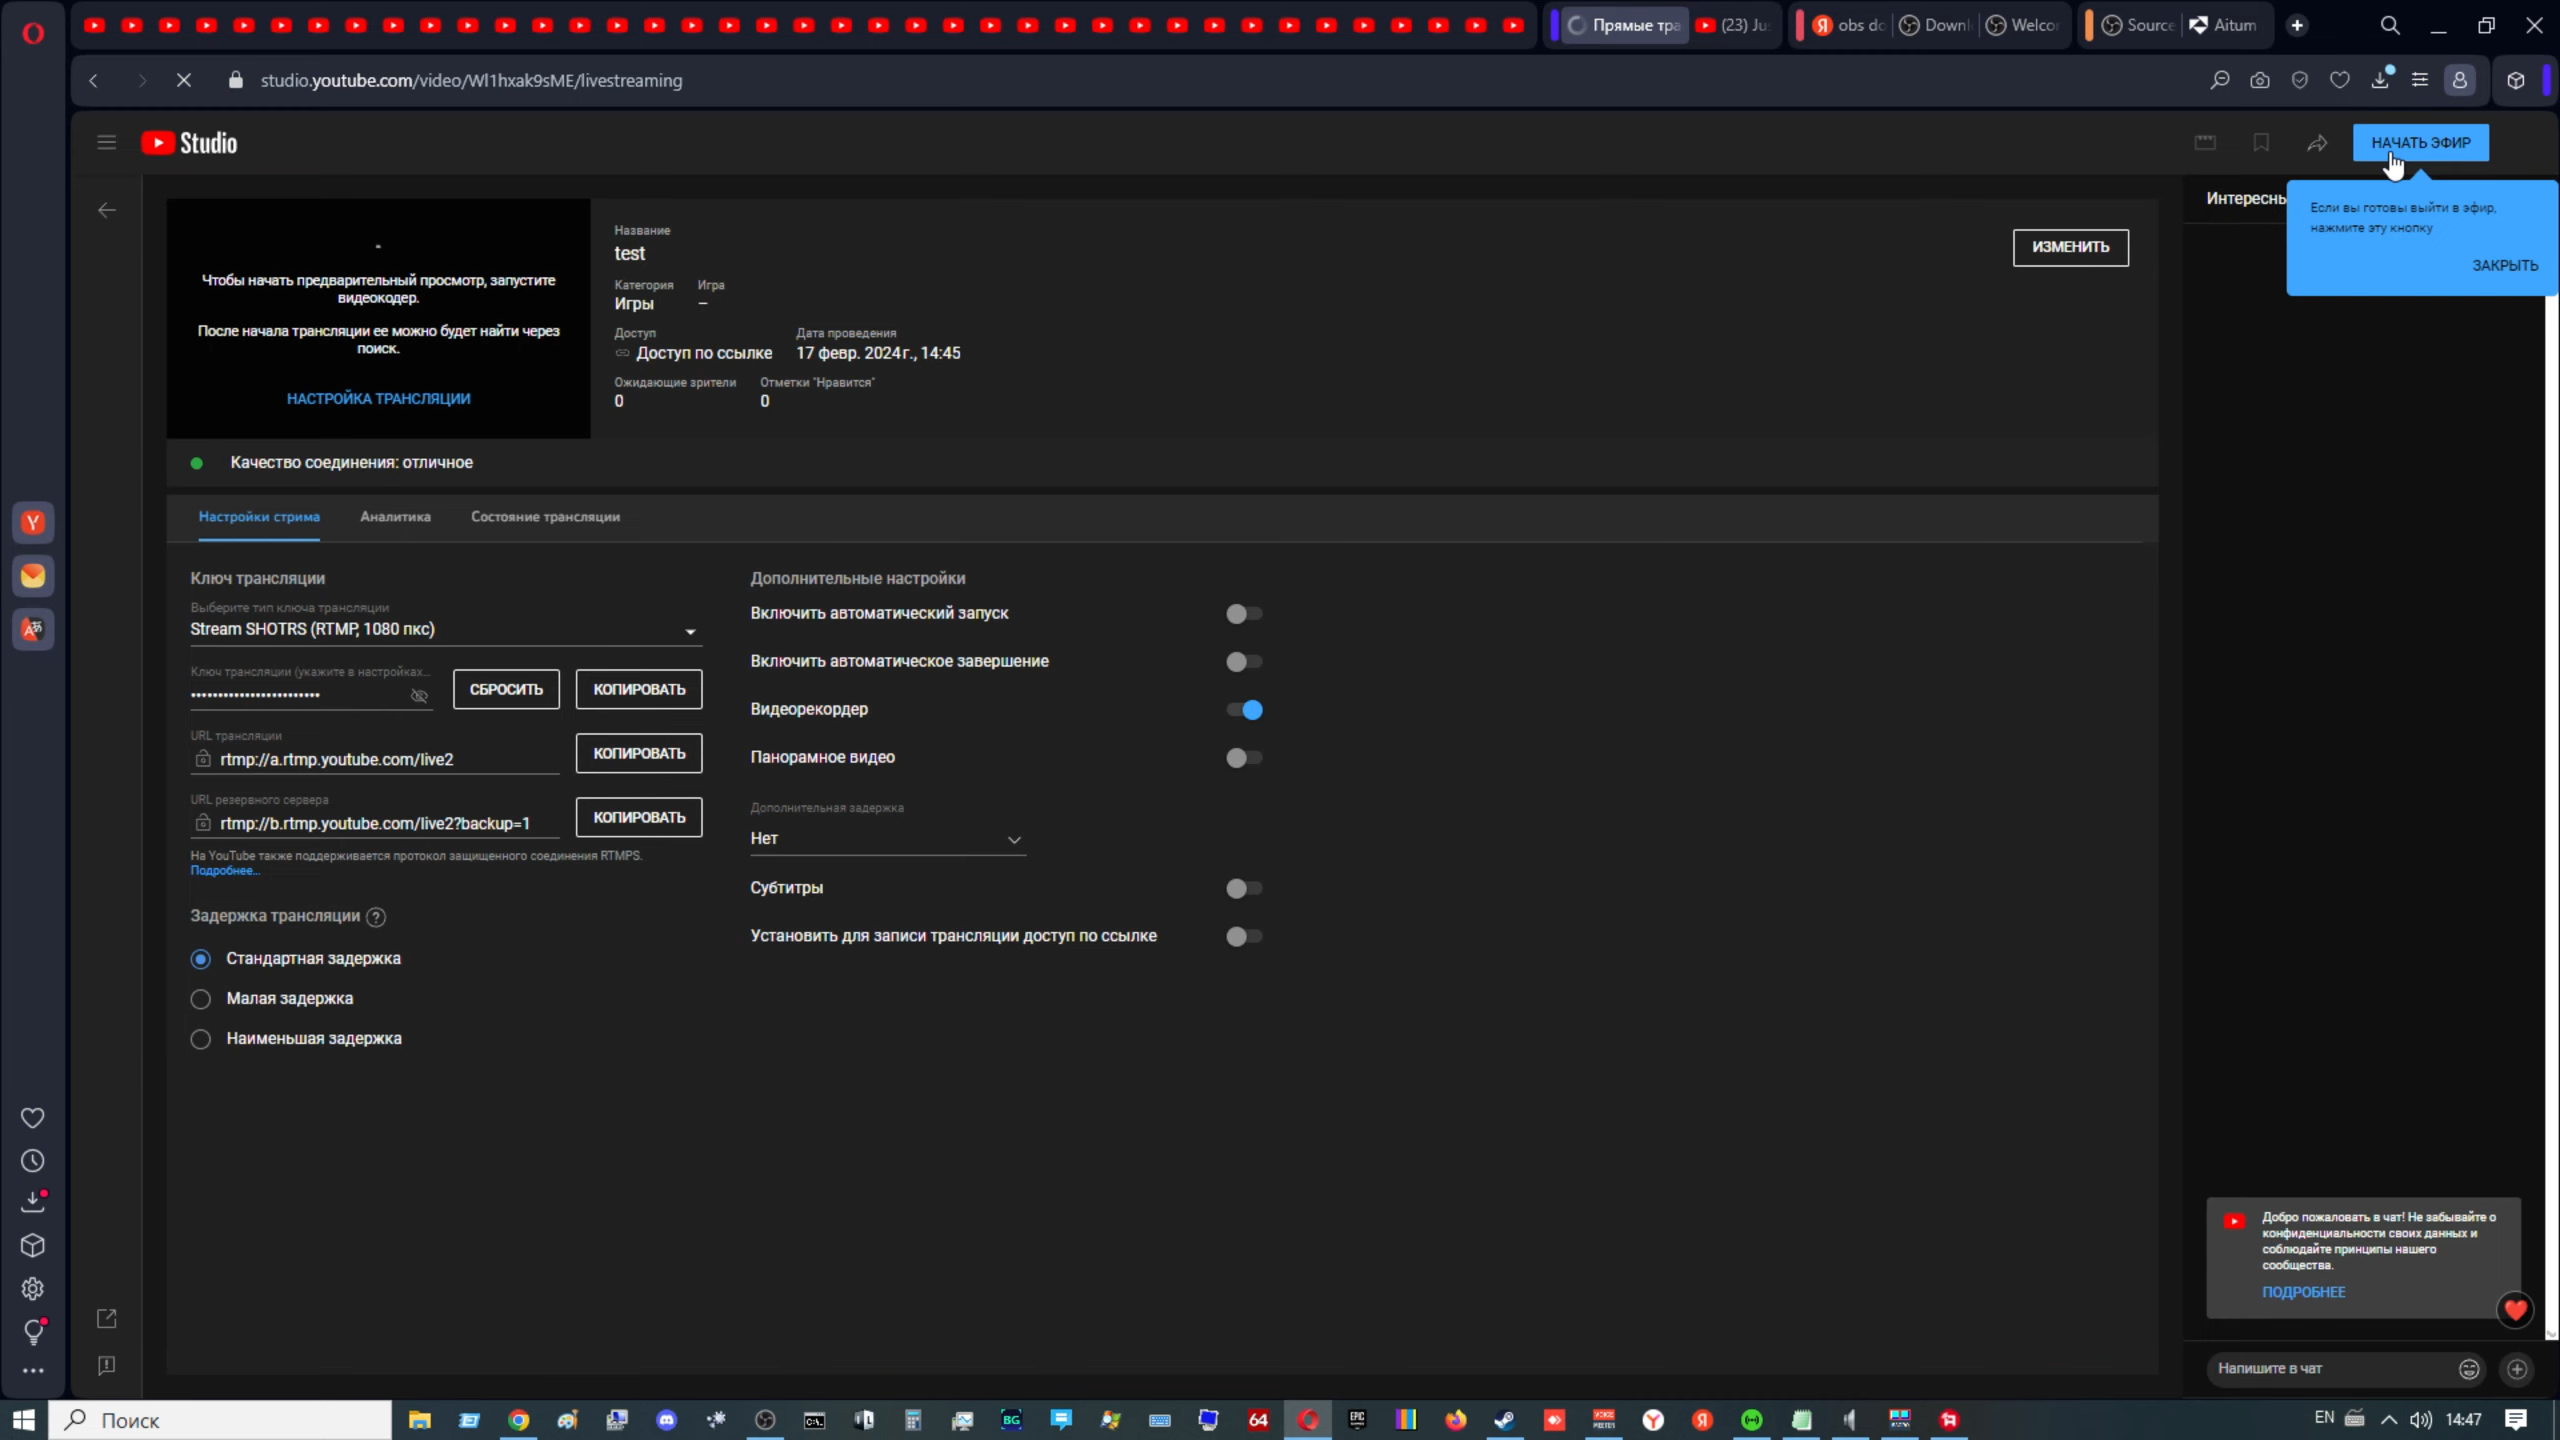 Прямые тра
(23) Ju
obs do
Downl
Welco
Source
Aitum
studio.youtube.com/video/Wl1hxak9sME/livestreaming
Studio
НАЧАТЬ ЭФИР
Интересны
Если вы готовы выйти в эфир,
нажмите эту кнопку
ЗАКРЫТЬ
Чтобы начать предварительный просмотр, запустите
видеокодер.
После начала трансляции ее можно будет найти через
поиск.
НАСТРОЙКА ТРАНСЛЯЦИИ
Название
test
ИЗМЕНИТЬ
Категория Игра
Игры –
Доступ Дата проведения
Доступ по ссылке 17 февр. 2024 г., 14:45
Ожидающие зрители Отметки "Нравится"
0 0
Качество соединения: отличное
Настройки стрима Аналитика Состояние трансляции
Ключ трансляции
Выберите тип ключа трансляции
Stream SHOTRS (RTMP, 1080 пкс)
Ключ трансляции (укажите в настройках...
••••••••••••••••••••••••
СБРОСИТЬ
КОПИРОВАТЬ
URL трансляции
rtmp://a.rtmp.youtube.com/live2
КОПИРОВАТЬ
URL резервного сервера
rtmp://b.rtmp.youtube.com/live2?backup=1
КОПИРОВАТЬ
На YouTube также поддерживается протокол защищенного соединения RTMPS.
Подробнее...
Задержка трансляции ?
Стандартная задержка
Малая задержка
Наименьшая задержка
Дополнительные настройки
Включить автоматический запуск
Включить автоматическое завершение
Видеорекордер
Панорамное видео
Дополнительная задержка
Нет
Субтитры
Установить для записи трансляции доступ по ссылке
Добро пожаловать в чат! Не забывайте о
конфиденциальности своих данных и
соблюдайте принципы нашего
сообщества.
ПОДРОБНЕЕ
Напишите в чат
Поиск
BG
64
EPIC
EN
14:47